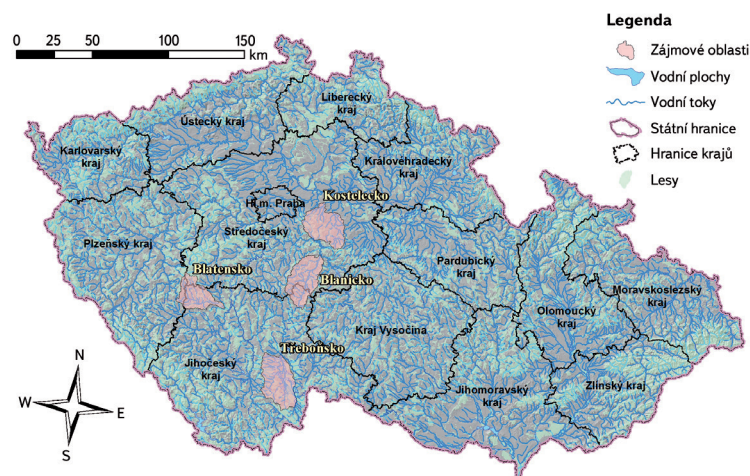 Legenda
Zájmové oblasti
Vodní plochy
Vodní toky
Státní hranice
Hranice krajů
Lesy
0 25 50 100 150
km
Liberecký
kraj
Ústecký kraj
Karlovarský
kraj
Královéhradecký
kraj
Kostelecko
Hl.m. Praha
Středočeský
kraj
Plzeňský kraj
Pardubický
kraj
Blatensko
Blanicko
Moravskoslezský
kraj
Olomoucký
kraj
Kraj Vysočina
Třeboňsko
Jihočeský
kraj
Jihomoravský
kraj
Zlínský kraj
N
W E
S